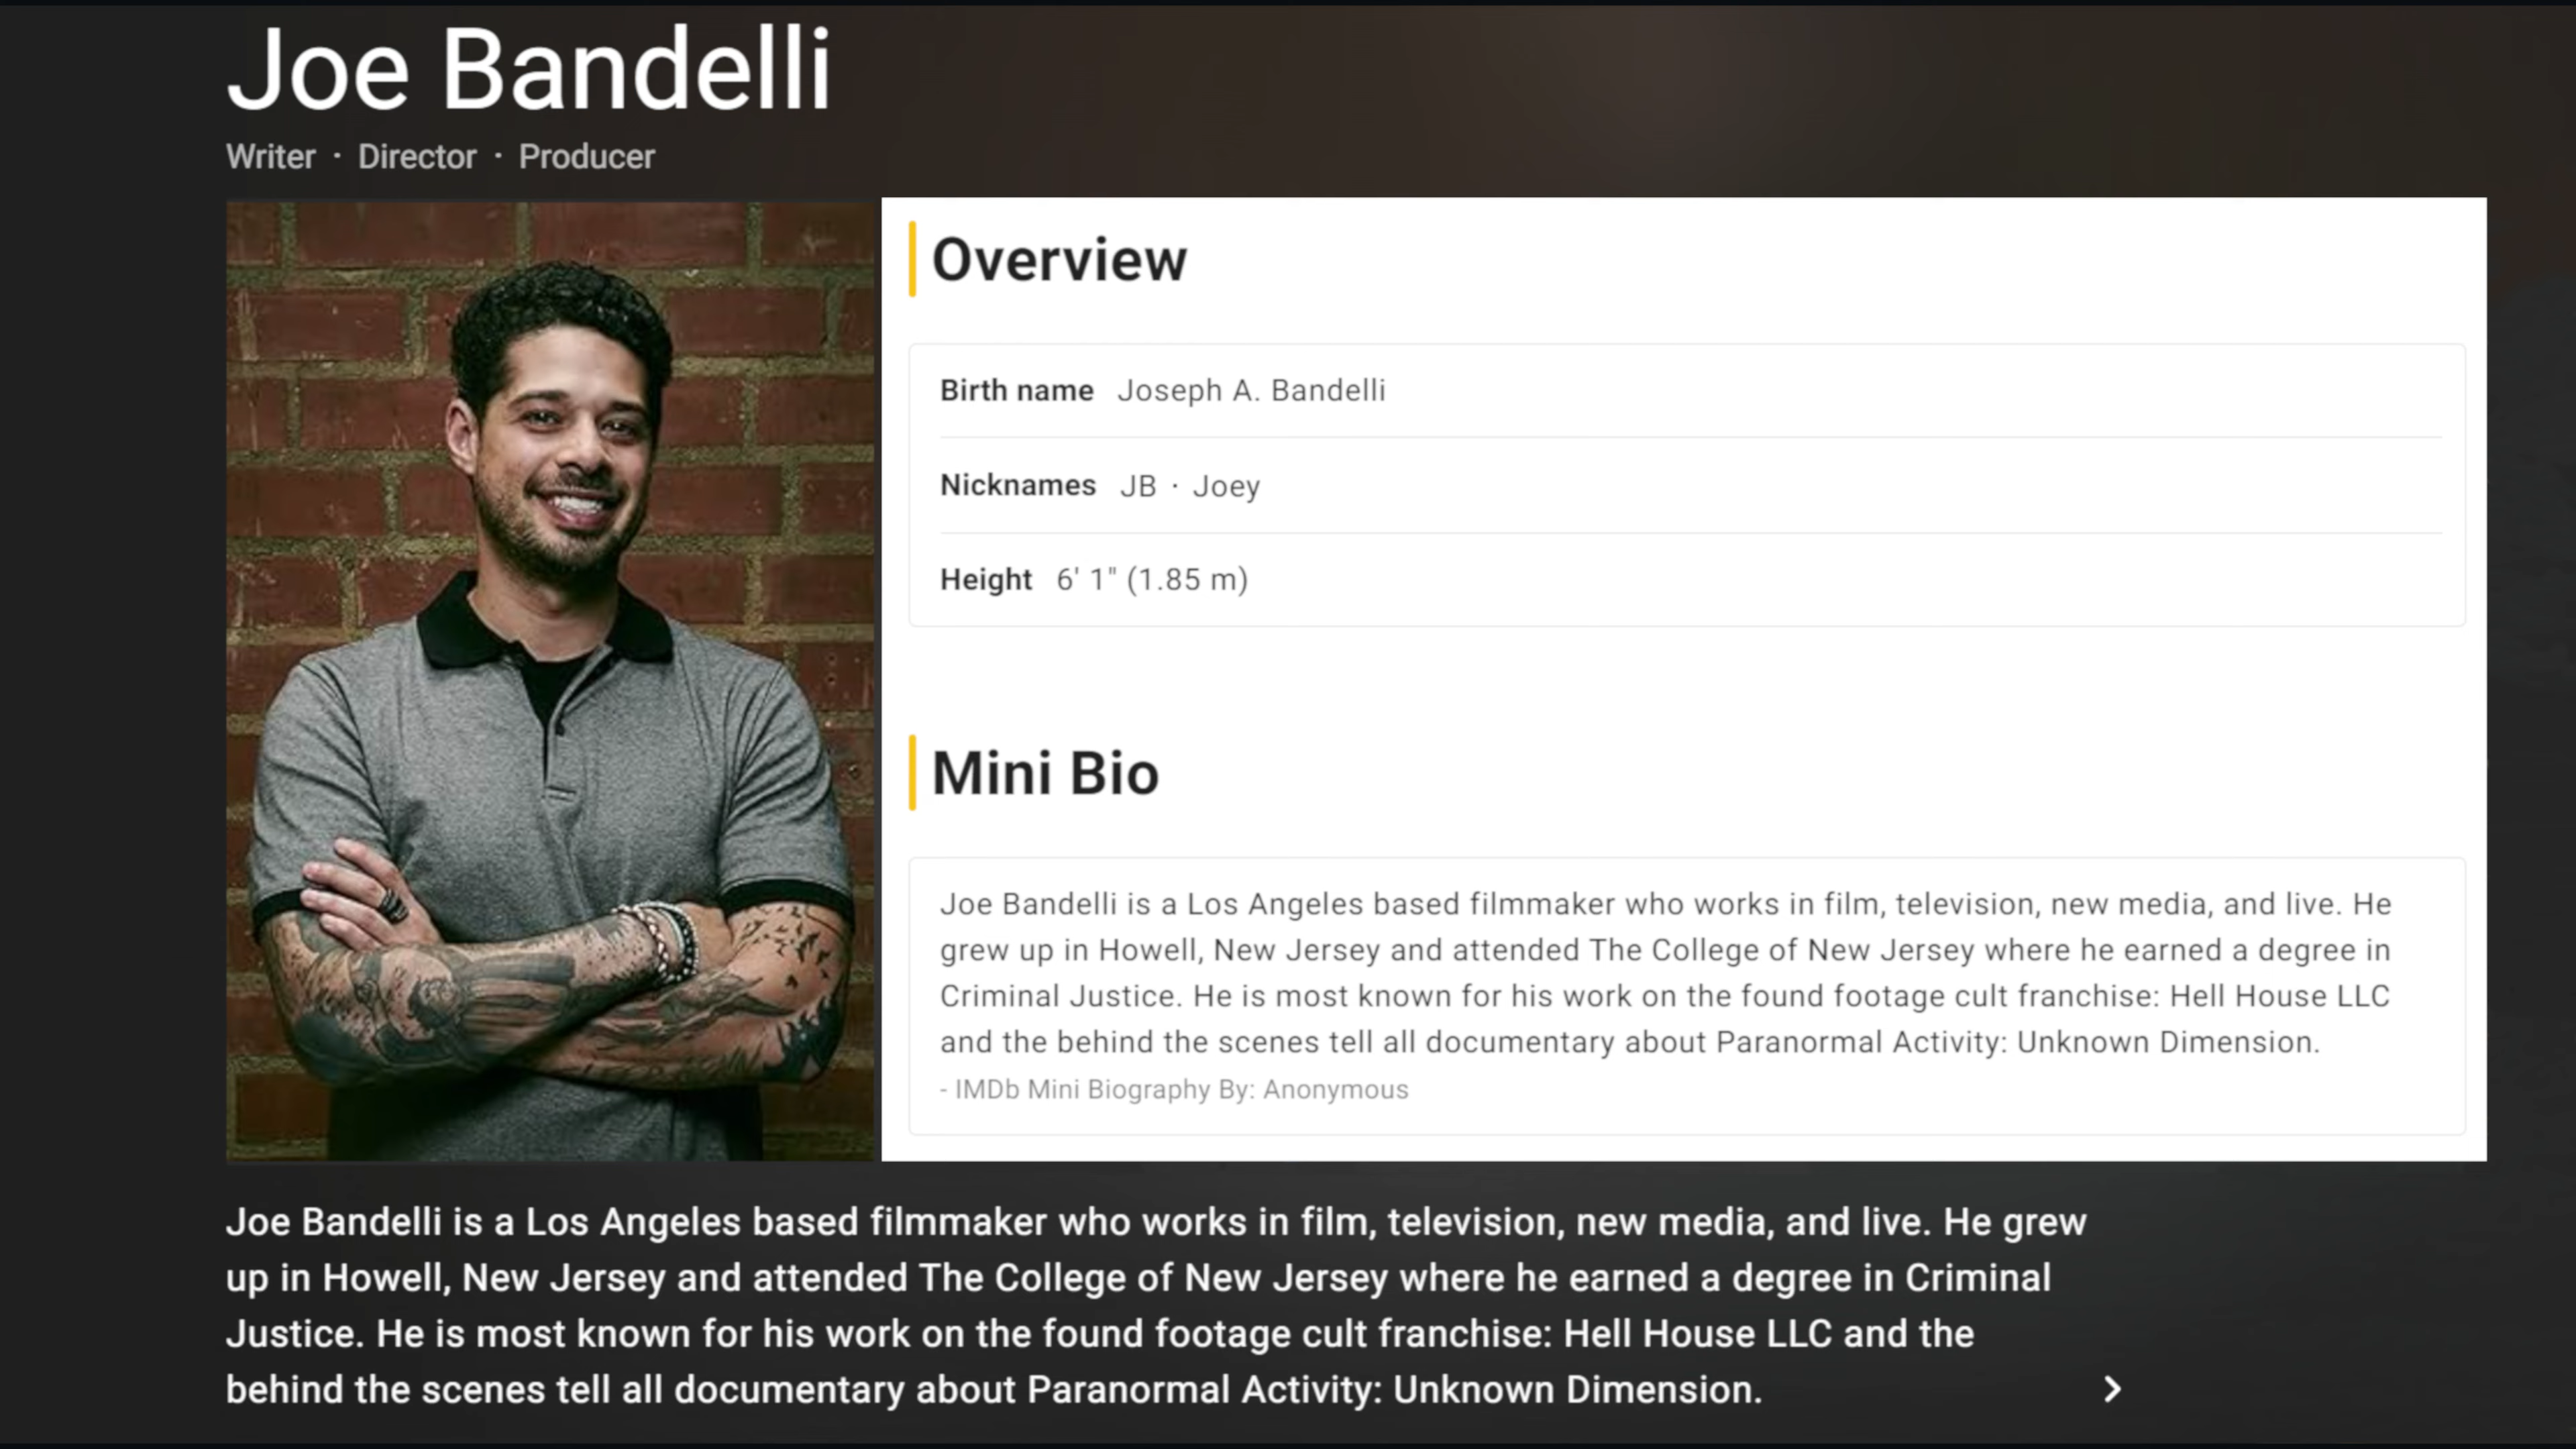 Joe Bandelli
Writer · Director · Producer
Overview
Birth name Joseph A. Bandelli
Nicknames JB · Joey
Height 6' 1" (1.85 m)
Mini Bio
Joe Bandelli is a Los Angeles based filmmaker who works in film, television, new media, and live. He
grew up in Howell, New Jersey and attended The College of New Jersey where he earned a degree in
Criminal Justice. He is most known for his work on the found footage cult franchise: Hell House LLC
and the behind the scenes tell all documentary about Paranormal Activity: Unknown Dimension.
- IMDb Mini Biography By: Anonymous
Joe Bandelli is a Los Angeles based filmmaker who works in film, television, new media, and live. He grew
up in Howell, New Jersey and attended The College of New Jersey where he earned a degree in Criminal
Justice. He is most known for his work on the found footage cult franchise: Hell House LLC and the
behind the scenes tell all documentary about Paranormal Activity: Unknown Dimension.